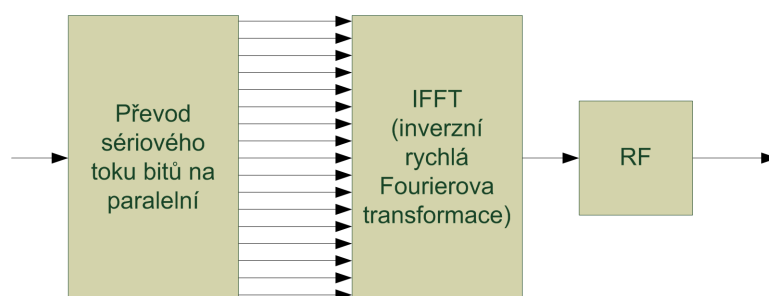 Převod
sériového
toku bitů na
paralelní
IFFT
(inverzní
rychlá
Fourierova
transformace)
RF